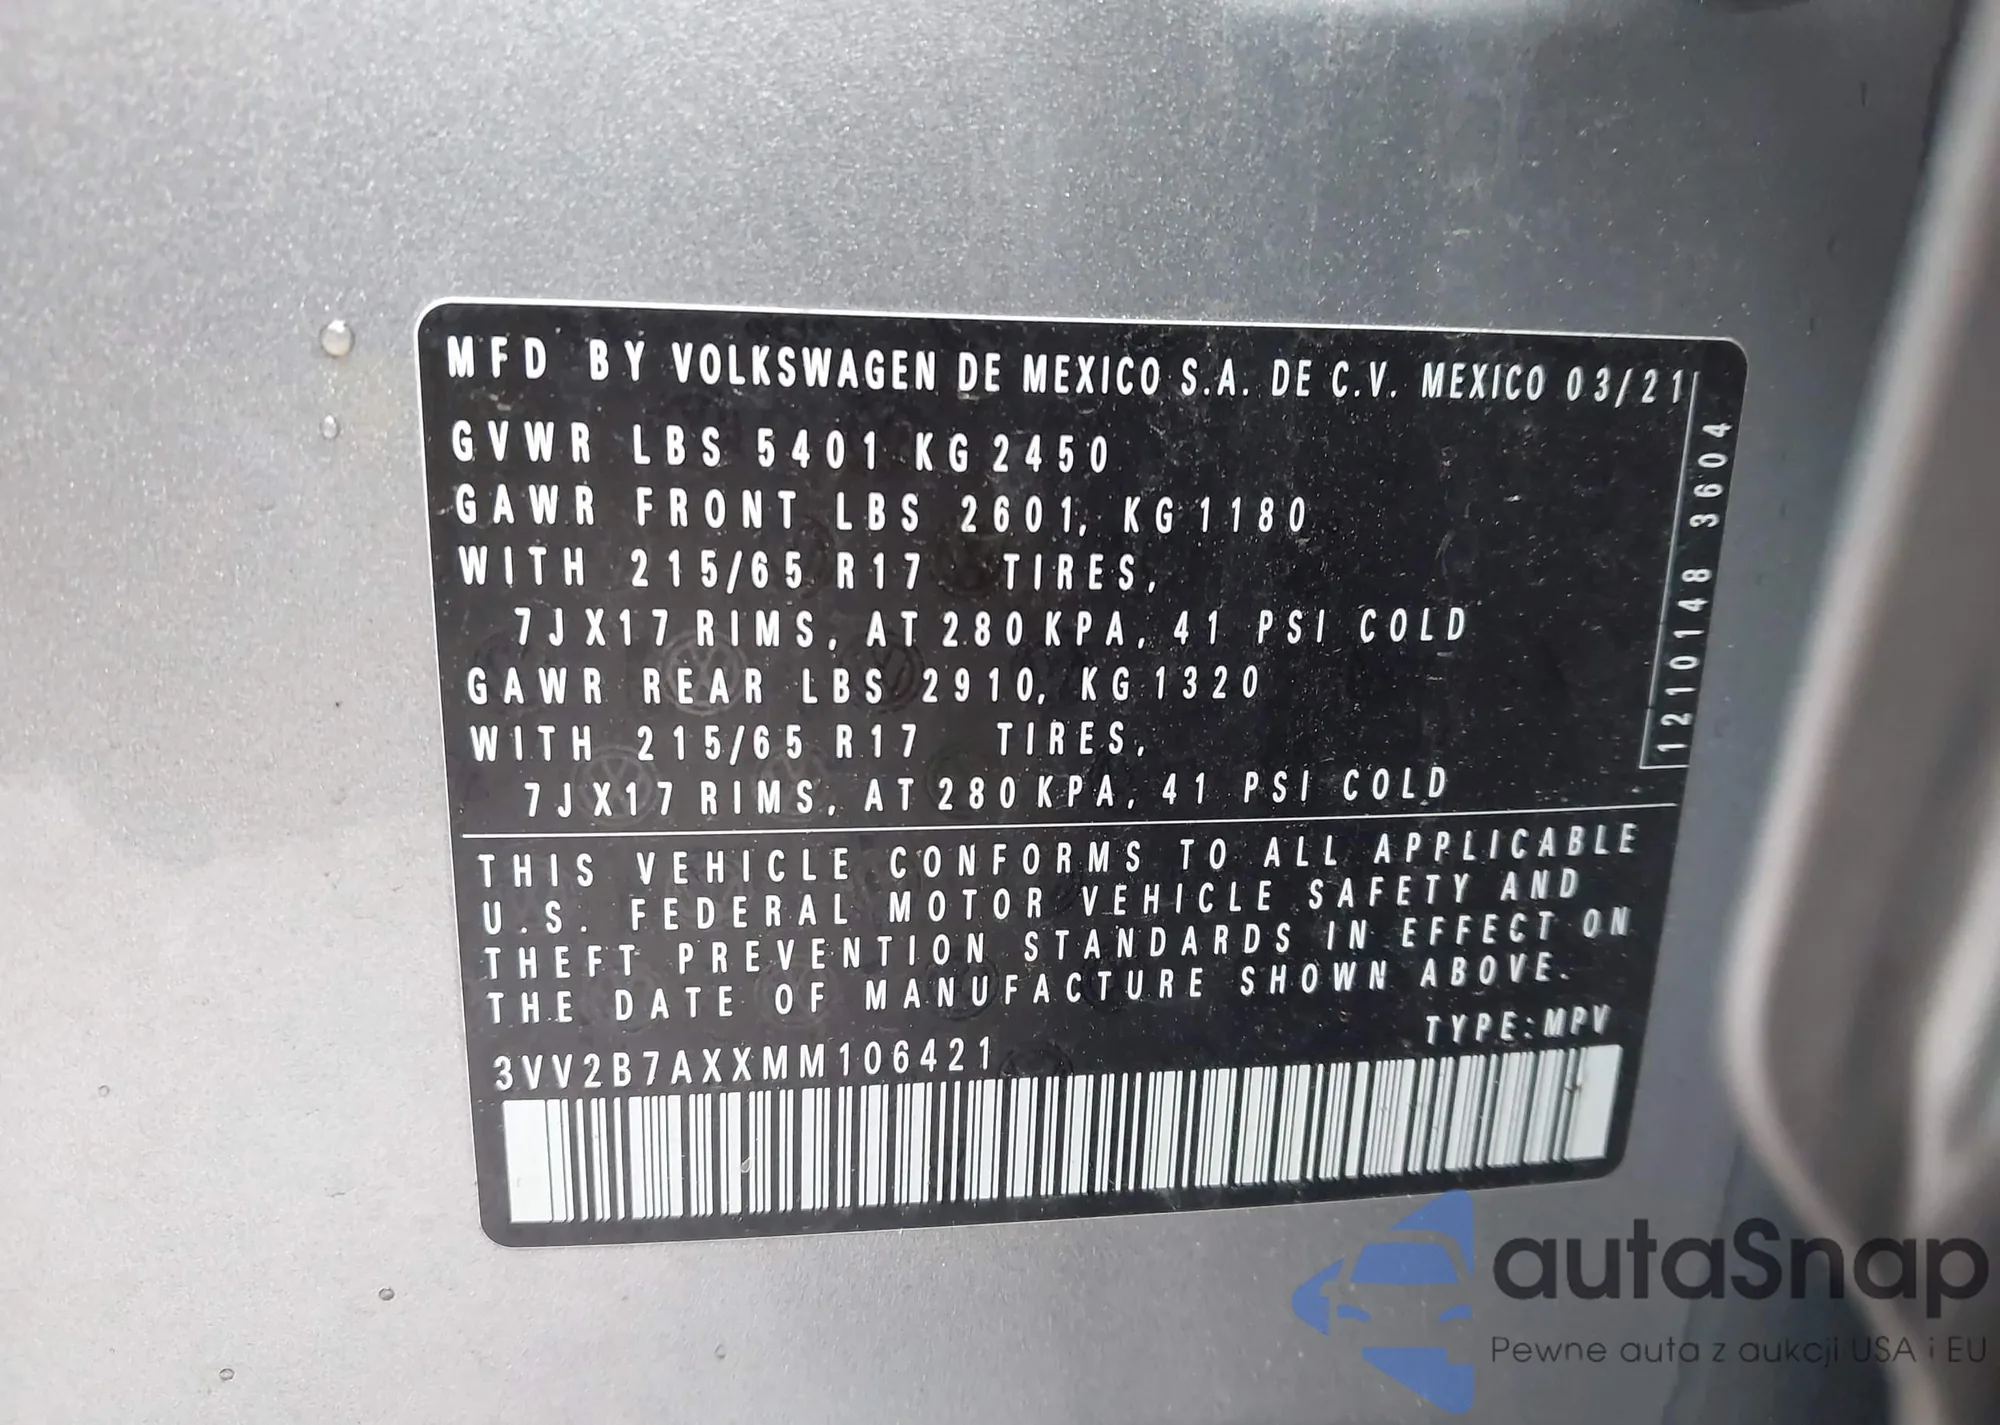 MFD BY VOLKSWAGEN DE MEXICO S.A. DE C.V. MEXICO 03/21
GVWR LBS 5401 KG 2450
GAWR FRONT LBS 2601, KG 1180
WITH 215/65 R17 TIRES,
7JX17 RIMS, AT 280 KPA, 41 PSI COLD
GAWR REAR LBS 2910, KG 1320
WITH 215/65 R17 TIRES,
7JX17 RIMS, AT 280 KPA, 41 PSI COLD
1210148 3604
THIS VEHICLE CONFORMS TO ALL APPLICABLE
U.S. FEDERAL MOTOR VEHICLE SAFETY AND
THEFT PREVENTION STANDARDS IN EFFECT ON
THE DATE OF MANUFACTURE SHOWN ABOVE.
TYPE: MPV
3VV2B7AXXMM106421
autaSnap
Pewne auta z aukcji USA i EU